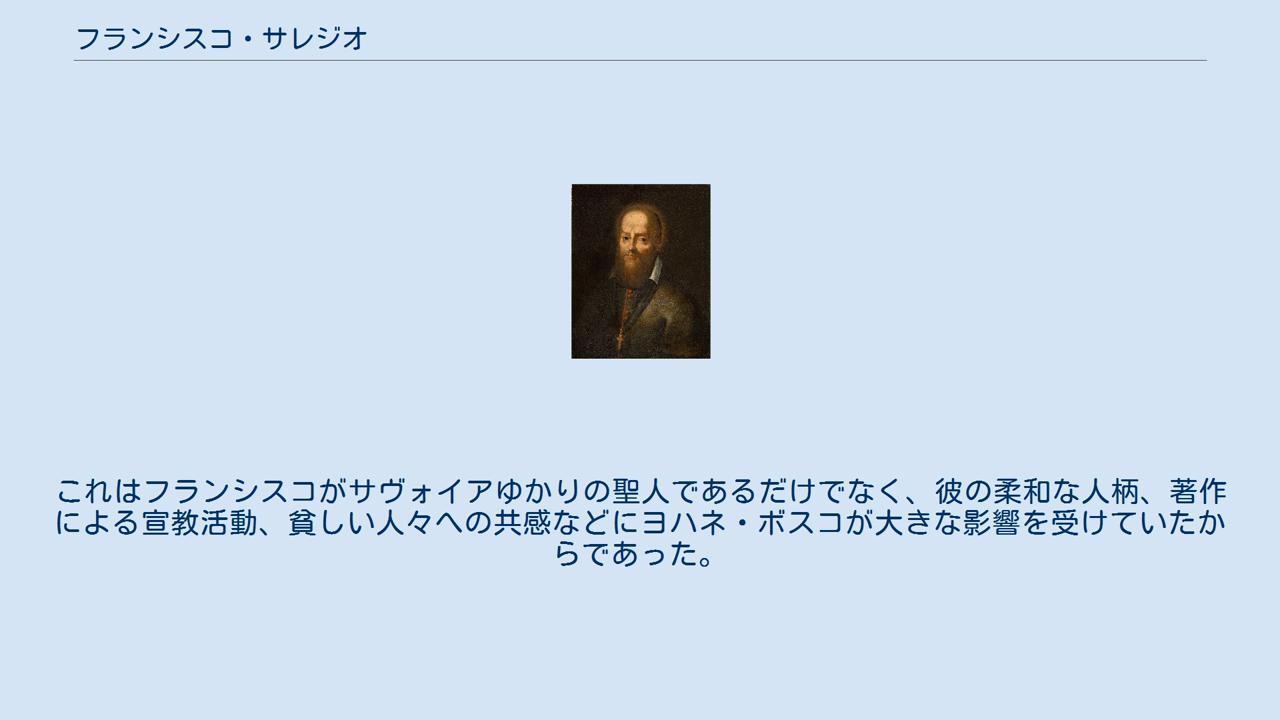 フランシスコ・サレジオ
これはフランシスコがサヴォイアゆかりの聖人であるだけでなく、彼の柔和な人柄、著作
による宣教活動、貧しい人々への共感などにヨハネ・ボスコが大きな影響を受けていたか
らであった。